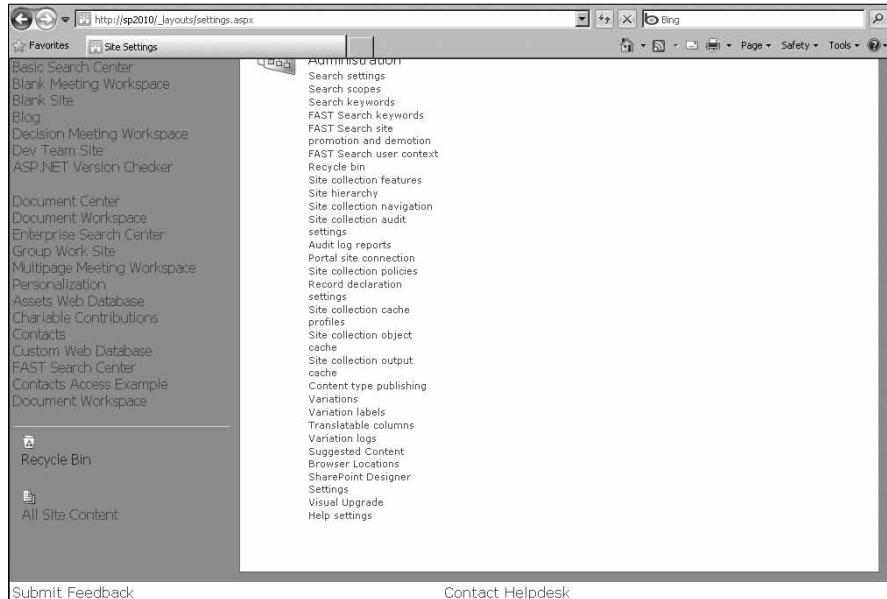 http://sp2010/_layouts/settings.aspx
Bing
Favorites
Site Settings
Page
Safety
Tools
Basic Search Center
Blank Meeting Workspace
Blank Site
Blog
Decision Meeting Workspace
Dev Team Site
ASP.NET Version Checker
Document Center
Document Workspace
Enterprise Search Center
Group Work Site
Multipage Meeting Workspace
Personalization
Assets Web Database
Chariable Contributions
Contacts
Custom Web Database
FAST Search Center
Contacts Access Example
Document Workspace
Recycle Bin
All Site Content
Administration
Search settings
Search scopes
Search keywords
FAST Search keywords
FAST Search site
promotion and demotion
FAST Search user context
Recycle bin
Site collection features
Site hierarchy
Site collection navigation
Site collection audit
settings
Audit log reports
Portal site connection
Site collection policies
Record declaration
settings
Site collection cache
profiles
Site collection object
cache
Site collection output
cache
Content type publishing
Variations
Variation labels
Translatable columns
Variation logs
Suggested Content
Browser Locations
SharePoint Designer
Settings
Visual Upgrade
Help settings
Submit Feedback
Contact Helpdesk